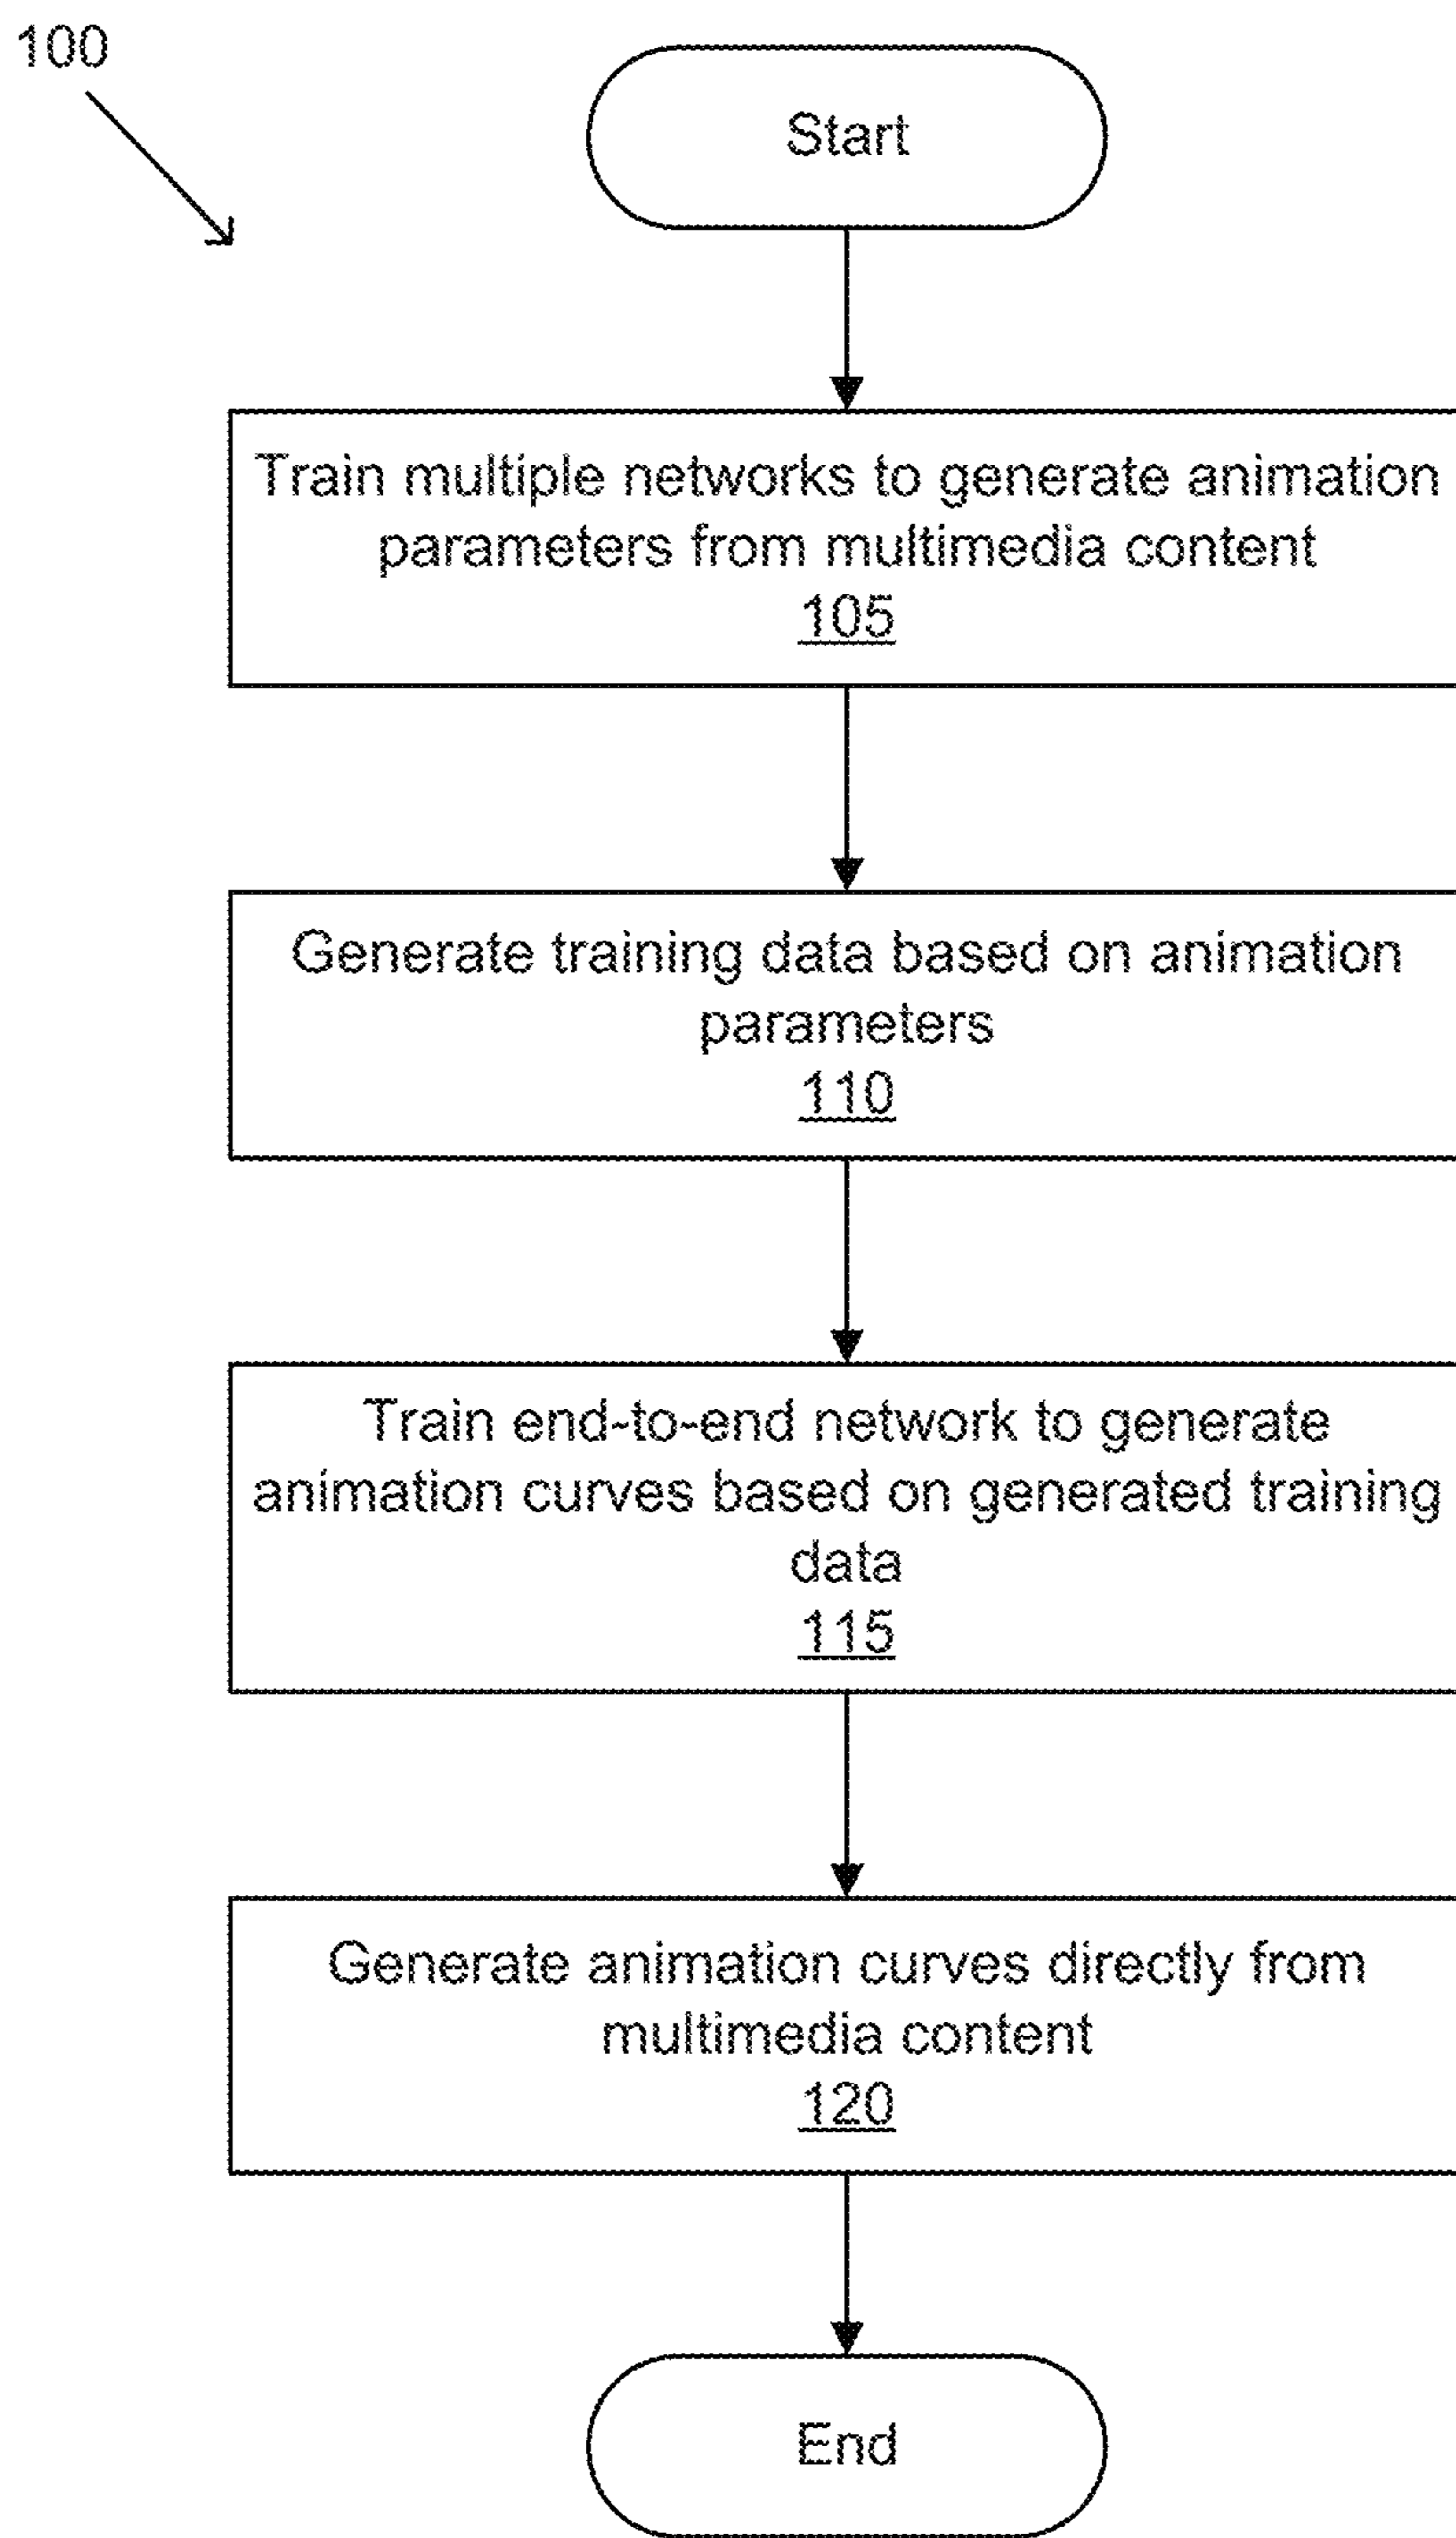 100
Start
Train multiple networks to generate animation
parameters from multimedia content
105
Generate training data based on animation
parameters
110
Train end-to-end network to generate
animation curves based on generated training
data
115
Generate animation curves directly from
multimedia content
120
End